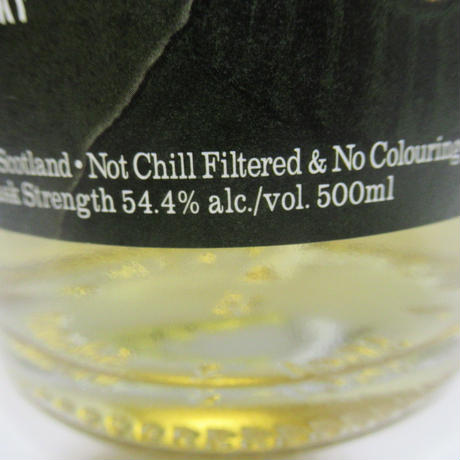 Scotland • Not Chill Filtered & No Colouring
Strength 54.4% alc./vol. 500ml